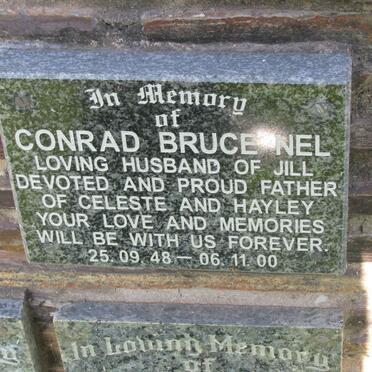 In Memory
of
CONRAD BRUCE NEL
LOVING HUSBAND OF JILL
DEVOTED AND PROUD FATHER
OF CELESTE AND HAYLEY
YOUR LOVE AND MEMORIES
WILL BE WITH US FOREVER.
25.09.48 — 06.11.00
In Loving Memory
of